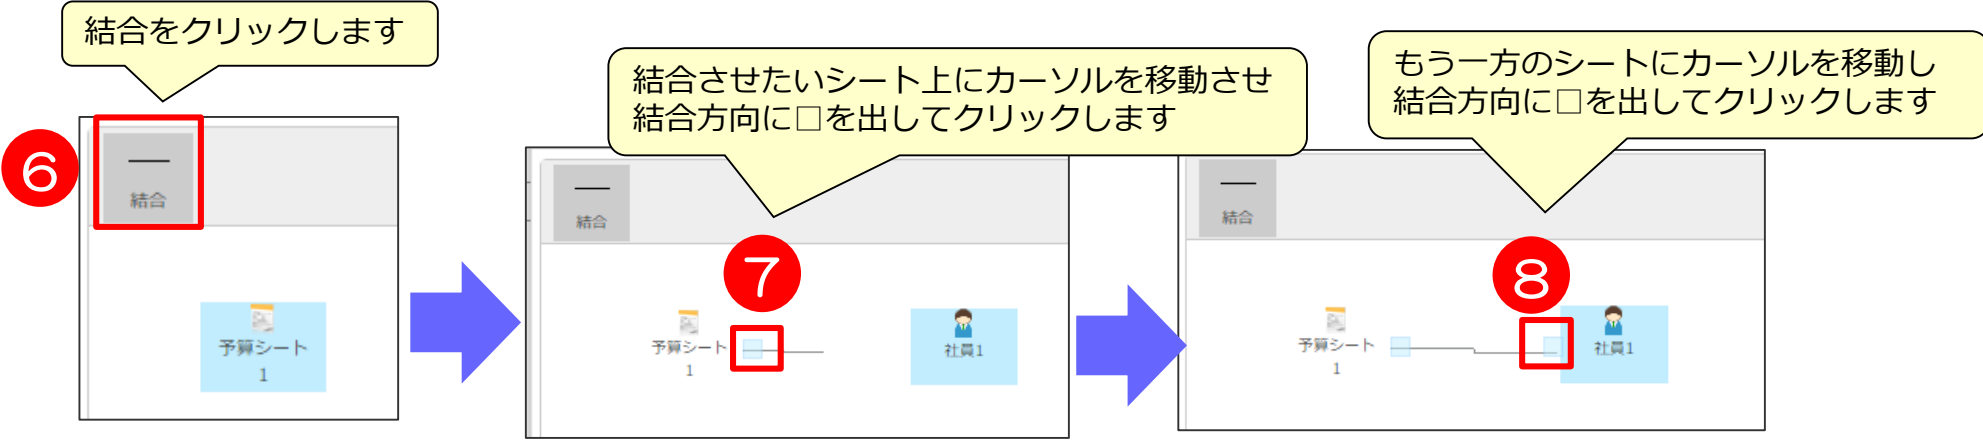 結合をクリックします
結合させたいシート上にカーソルを移動させ
結合方向に□を出してクリックします
もう一方のシートにカーソルを移動し
結合方向に□を出してクリックします
6
結合
予算シート
1
結合
7
予算シート
1
社員1
結合
8
予算シート
1
社員1